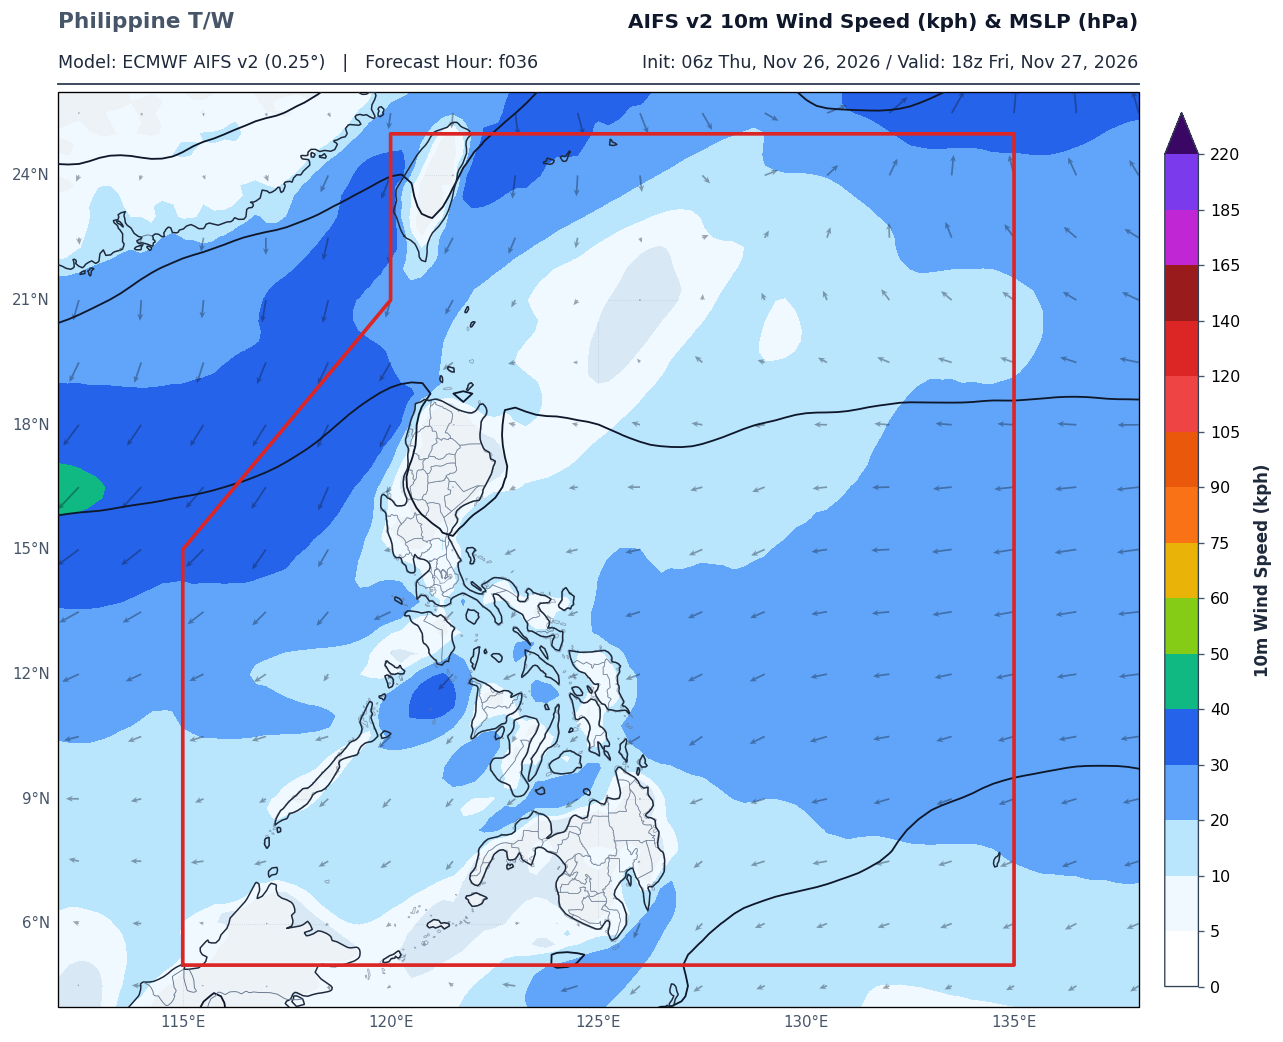 Philippine T/W
AIFS v2 10m Wind Speed (kph) & MSLP (hPa)
Model: ECMWF AIFS v2 (0.25°) | Forecast Hour: f036
Init: 06z Thu, Nov 26, 2026 / Valid: 18z Fri, Nov 27, 2026
24°N
21°N
18°N
15°N
12°N
9°N
6°N
115°E
120°E
125°E
130°E
135°E
220
185
165
140
120
105
90
75
60
50
40
30
20
10
5
0
10m Wind Speed (kph)